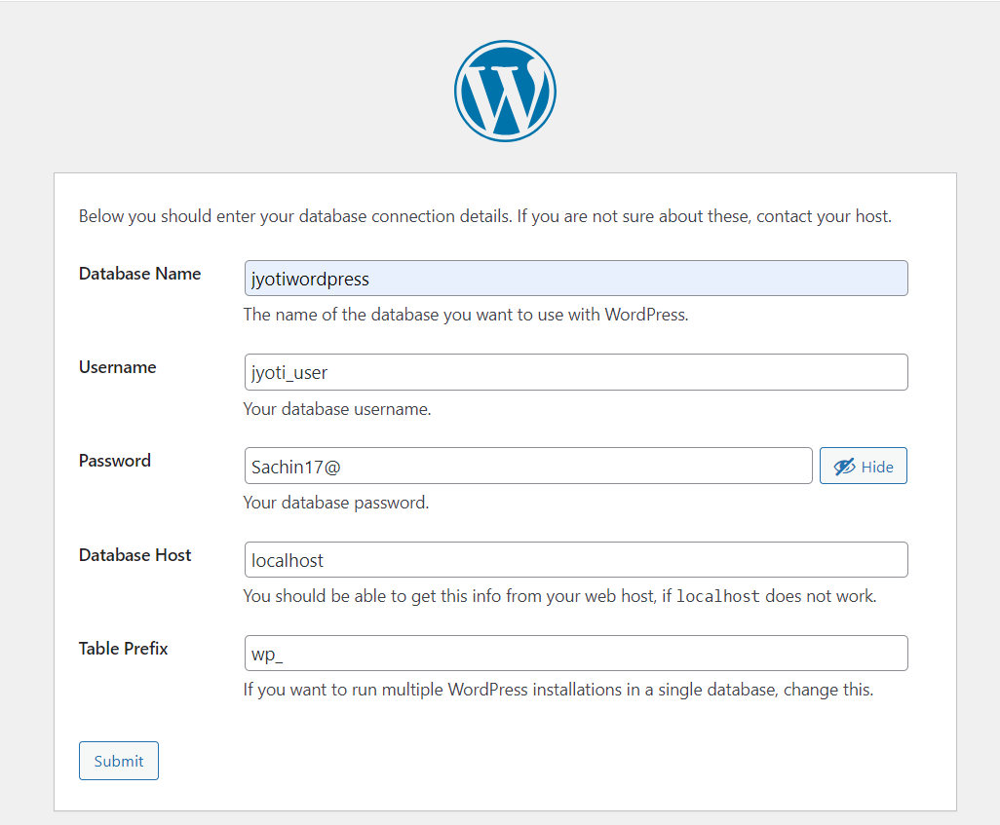 Below you should enter your database connection details. If you are not sure about these, contact your host.
Database Name
jyotiwordpress
The name of the database you want to use with WordPress.
Username
jyoti_user
Your database username.
Password
Sachin17@
Hide
Your database password.
Database Host
localhost
You should be able to get this info from your web host, if localhost does not work.
Table Prefix
wp_
If you want to run multiple WordPress installations in a single database, change this.
Submit